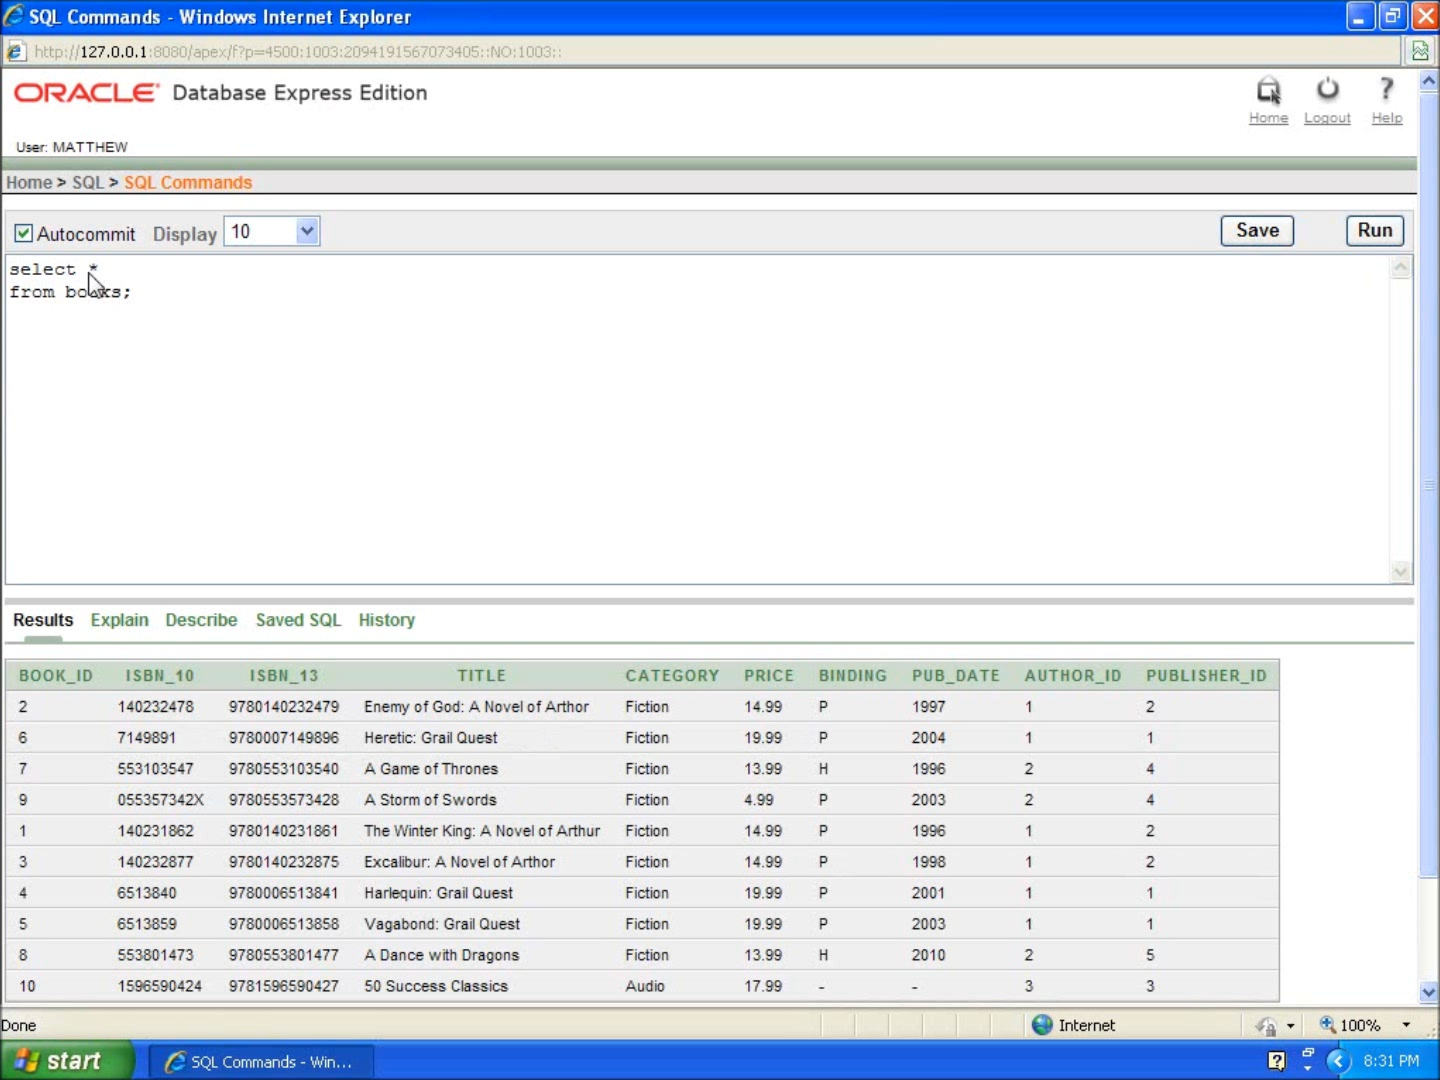 SQL Commands - Windows Internet Explorer
http://127.0.0.1:8080/apex/f?p=4500:1003:2094191567073405::NO:1003::
ORACLE Database Express Edition
Home Logout Help
User: MATTHEW
Home > SQL > SQL Commands
Autocommit Display 10 Save Run
select *
from books;
Results Explain Describe Saved SQL History
BOOK_ID ISBN_10 ISBN_13 TITLE CATEGORY PRICE BINDING PUB_DATE AUTHOR_ID PUBLISHER_ID
2 140232478 9780140232479 Enemy of God: A Novel of Arthor Fiction 14.99 P 1997 1 2
6 7149891 9780007149896 Heretic: Grail Quest Fiction 19.99 P 2004 1 1
7 553103547 9780553103540 A Game of Thrones Fiction 13.99 H 1996 2 4
9 055357342X 9780553573428 A Storm of Swords Fiction 4.99 P 2003 2 4
1 140231862 9780140231861 The Winter King: A Novel of Arthur Fiction 14.99 P 1996 1 2
3 140232877 9780140232875 Excalibur: A Novel of Arthor Fiction 14.99 P 1998 1 2
4 6513840 9780006513841 Harlequin: Grail Quest Fiction 19.99 P 2001 1 1
5 6513859 9780006513858 Vagabond: Grail Quest Fiction 19.99 P 2003 1 1
8 553801473 9780553801477 A Dance with Dragons Fiction 13.99 H 2010 2 5
10 1596590424 9781596590427 50 Success Classics Audio 17.99 - - 3 3
Done Internet 100%
start SQL Commands - Win... 8:31 PM